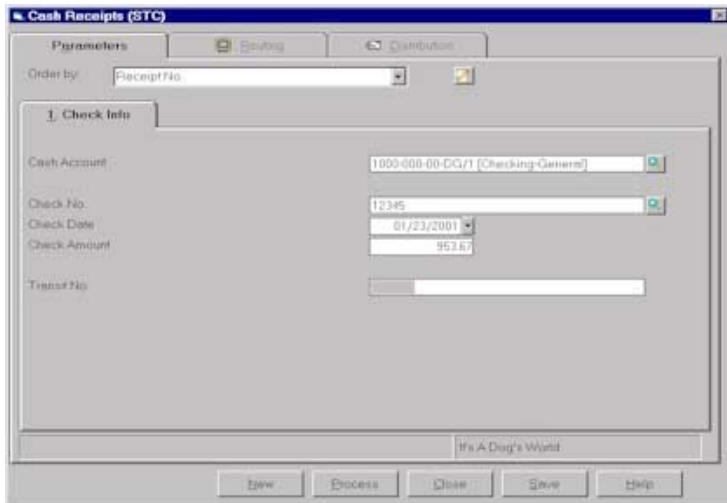 Cash Receipts (STC)
Parameters Routing Distribution
Order by: Receipt No.
1. Check Info
Cash Account 1000-000-00-DG/1 [Checking-General]
Check No. 12345
Check Date 01/23/2001
Check Amount 953.67
Transit No.
It's A Dog's World
New Process Close Save Help